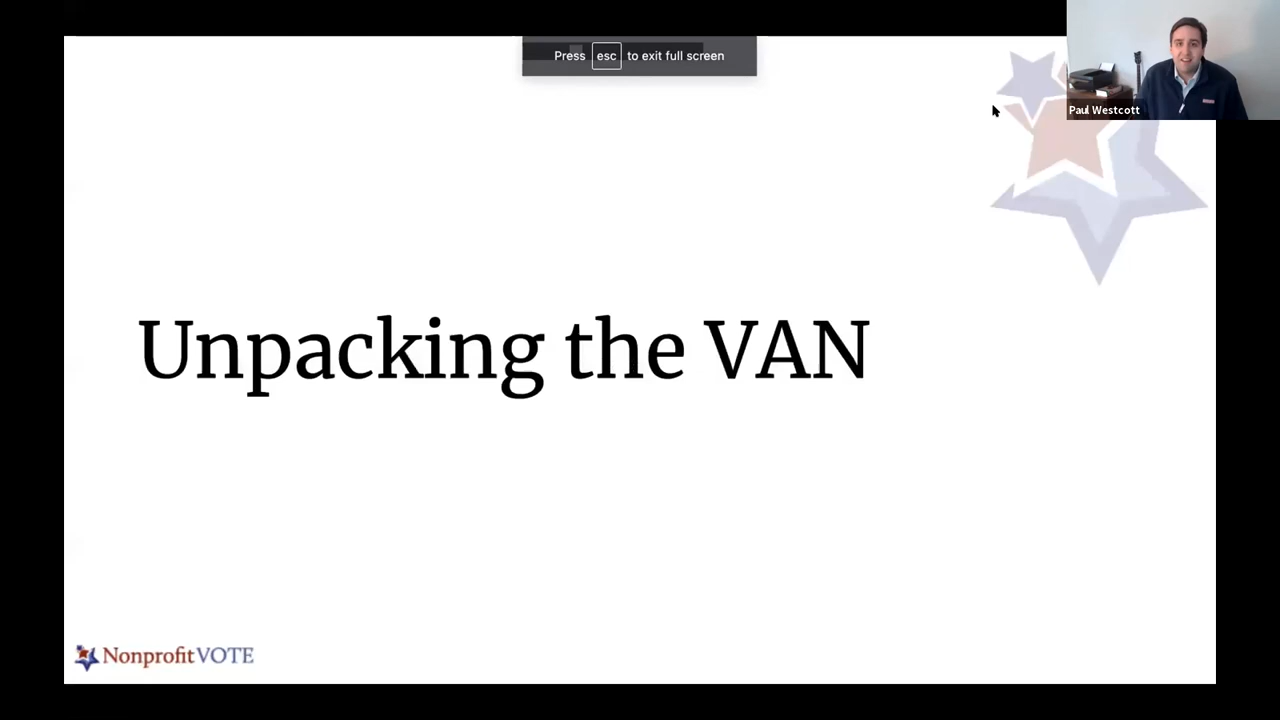 Press esc to exit full screen
Paul Westcott
Unpacking the VAN
NonprofitVOTE